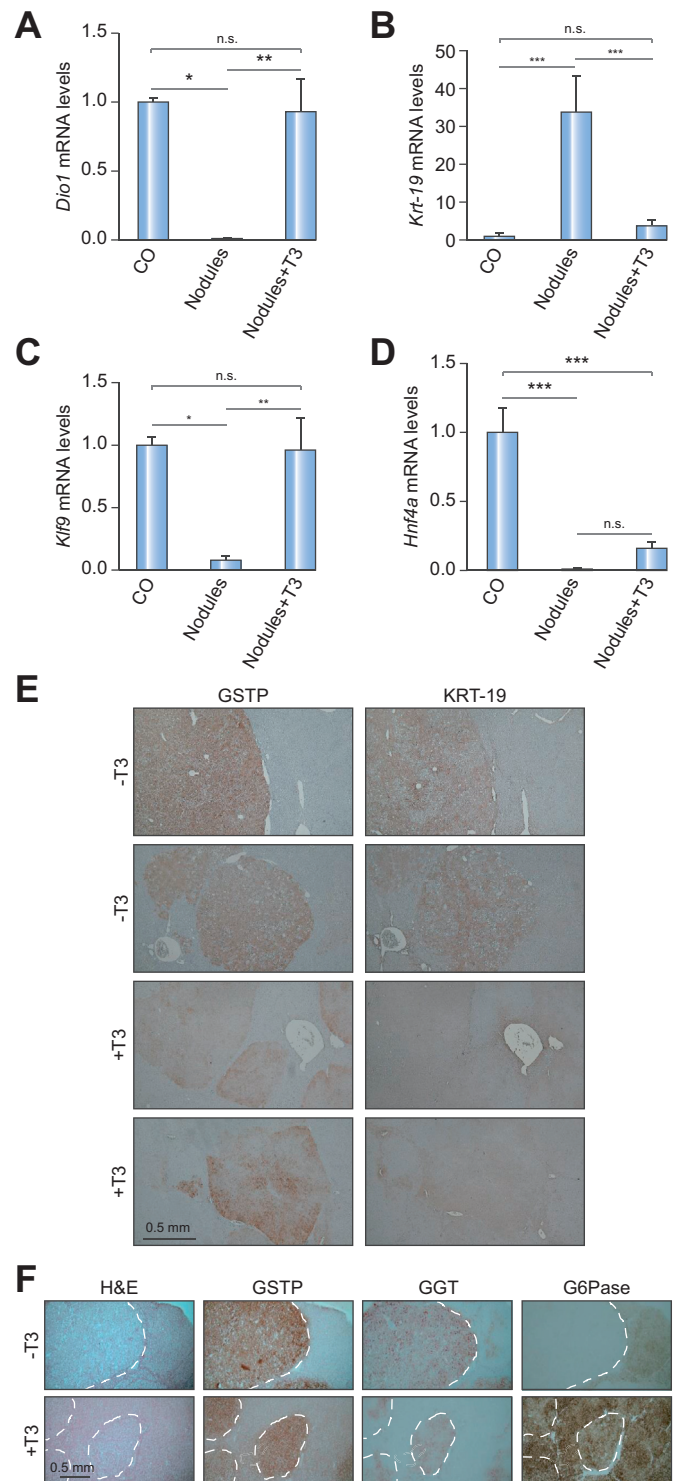 A
Dio1 mRNA levels
1.5
1.0
0.5
0.0
n.s.
*
**
CO
Nodules
Nodules+T3
B
Krt-19 mRNA levels
50
40
30
20
10
0
n.s.
***
***
CO
Nodules
Nodules+T3
C
Klf9 mRNA levels
1.5
1.0
0.5
0.0
n.s.
*
**
CO
Nodules
Nodules+T3
D
Hnf4a mRNA levels
1.5
1.0
0.5
0.0
***
***
n.s.
CO
Nodules
Nodules+T3
E
GSTP
KRT-19
-T3
-T3
+T3
+T3
0.5 mm
F
H&E
GSTP
GGT
G6Pase
-T3
+T3
0.5 mm